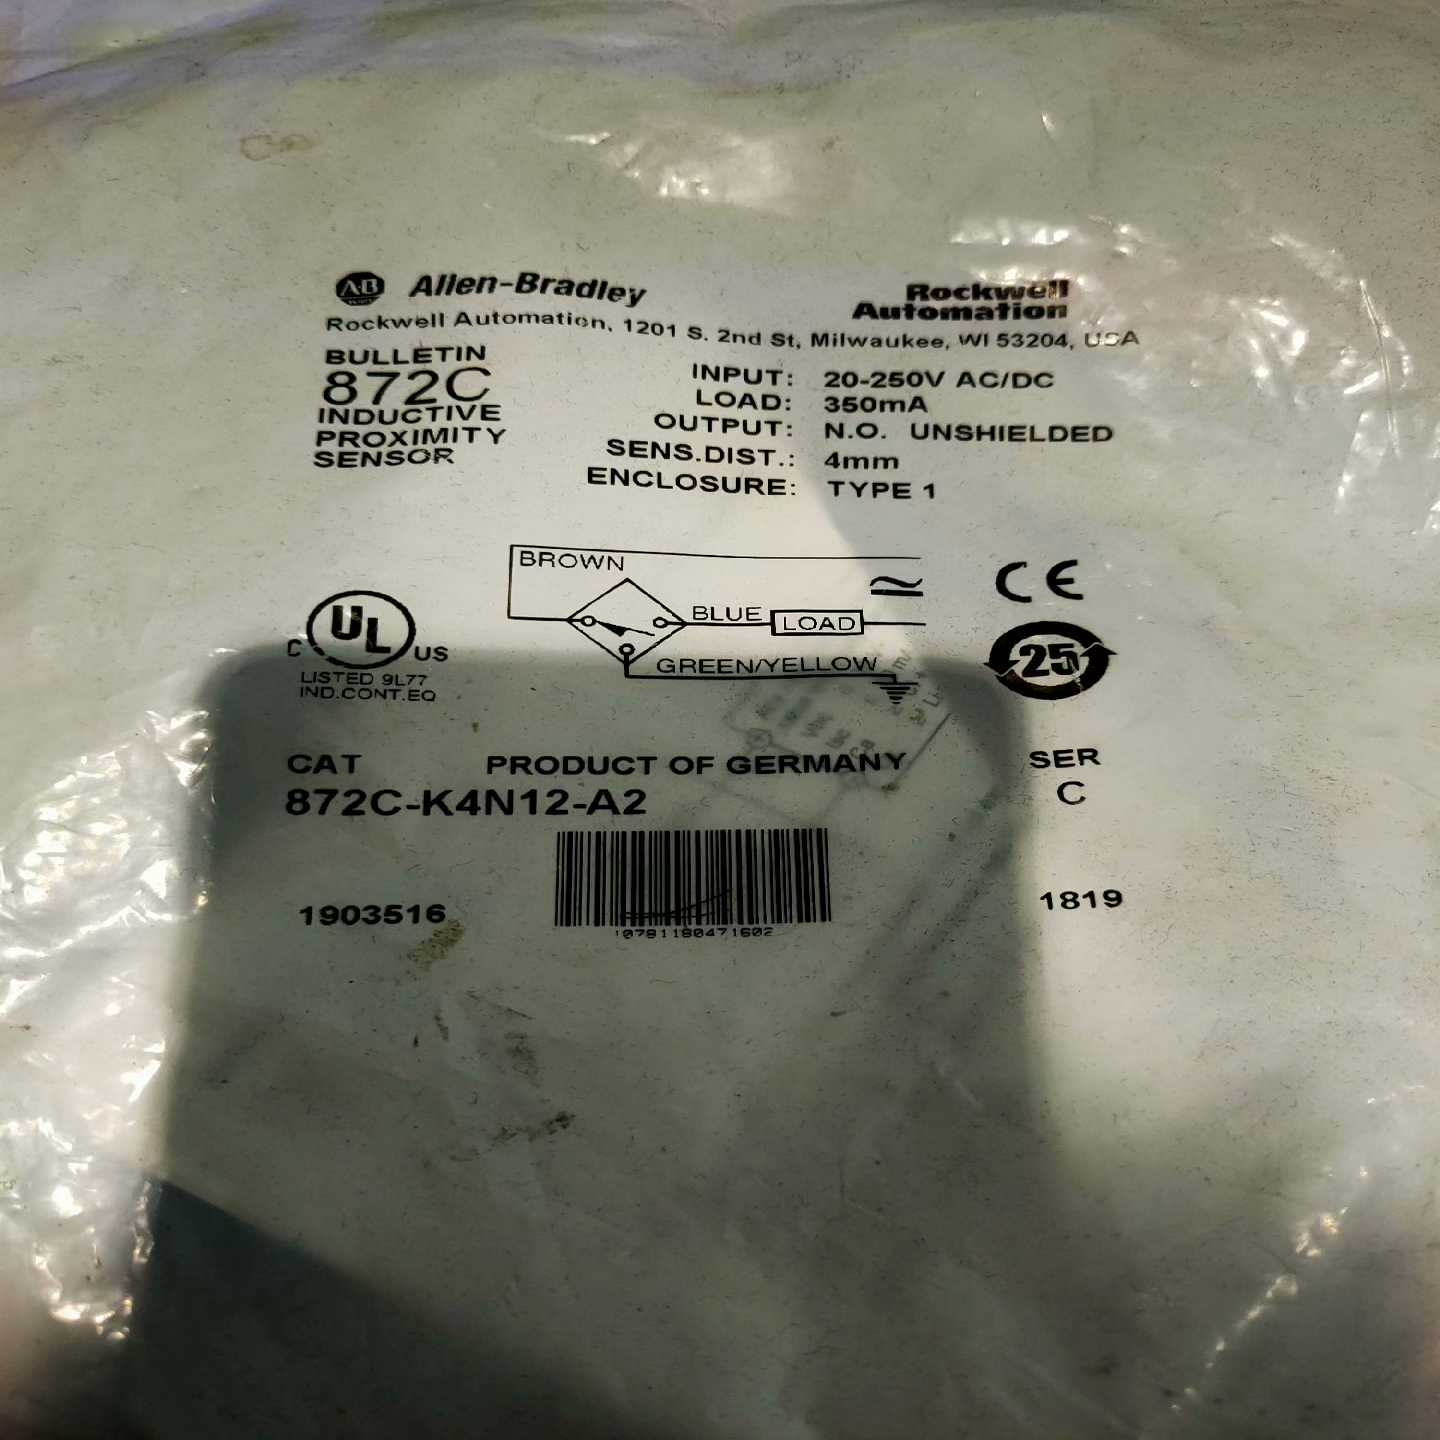 AB Allen-Bradley
Rockwell Automation
Rockwell Automation, 1201 S. 2nd St, Milwaukee, WI 53204, USA
BULLETIN
872C
INDUCTIVE
PROXIMITY
SENSOR
INPUT: 20-250V AC/DC
LOAD: 350mA
OUTPUT: N.O. UNSHIELDED
SENS.DIST.: 4mm
ENCLOSURE: TYPE 1
BROWN
BLUE LOAD
GREEN/YELLOW
CE
C UL US
LISTED 9L77
IND.CONT.EQ
25
CAT PRODUCT OF GERMANY SER
872C-K4N12-A2 C
1903516 1819
10781180471602